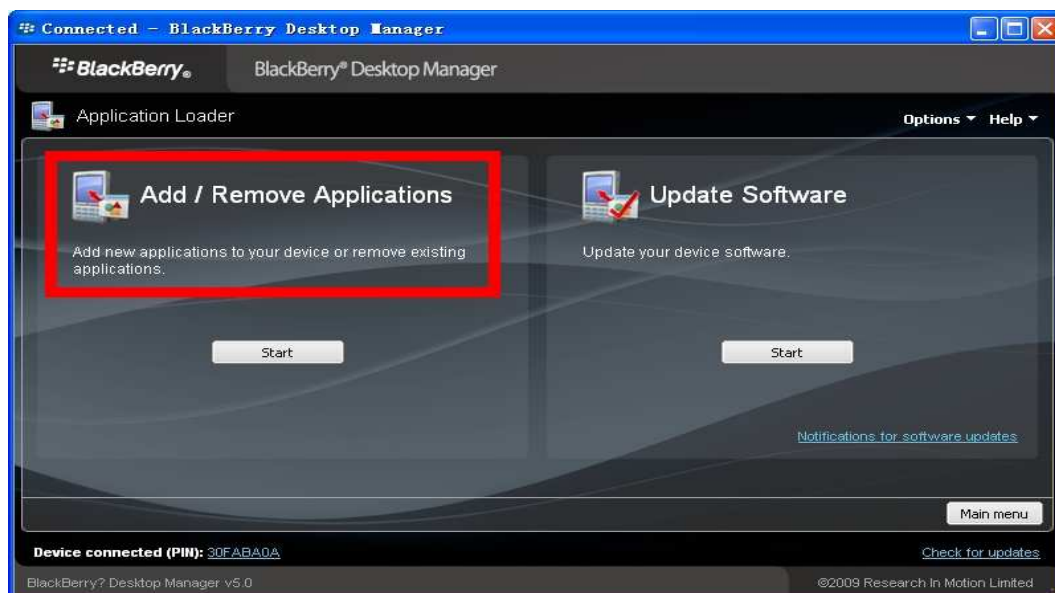 Connected - BlackBerry Desktop Manager
BlackBerry® BlackBerry® Desktop Manager
Application Loader
Options Help
Add / Remove Applications
Add new applications to your device or remove existing
applications.
Start
Update Software
Update your device software.
Start
Notifications for software updates
Main menu
Device connected (PIN): 30FABA0A
Check for updates
BlackBerry? Desktop Manager v5.0
©2009 Research In Motion Limited